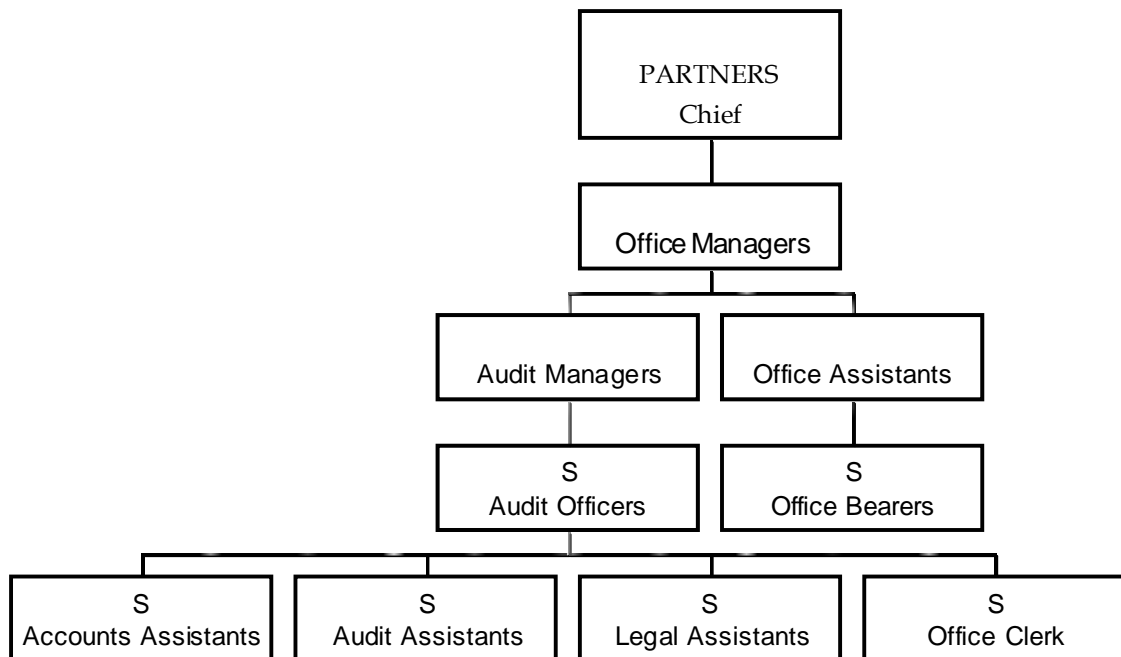 PARTNERS
Chief
Office Managers
Audit Managers
Office Assistants
S
Audit Officers
S
Office Bearers
S
Accounts Assistants
S
Audit Assistants
S
Legal Assistants
S
Office Clerk